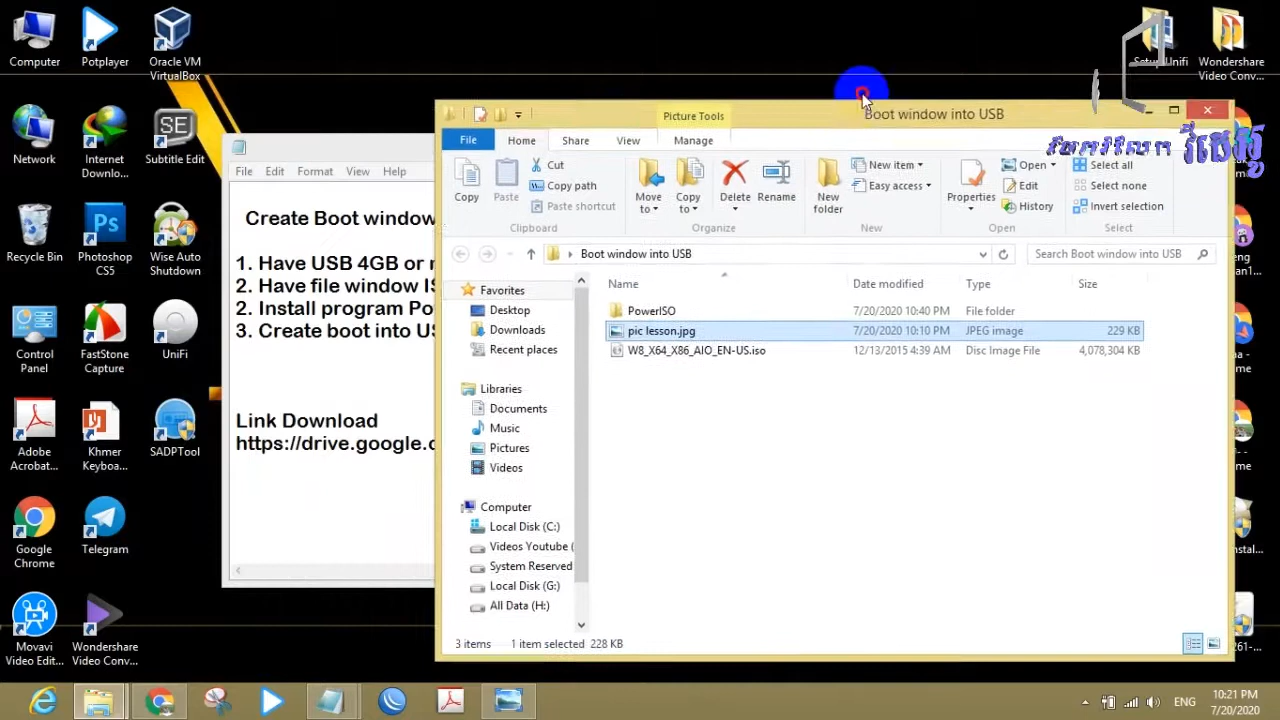 Computer
Potplayer
Oracle VM
VirtualBox
Network
Internet
Downlo...
Subtitle Edit
Recycle Bin
Photoshop
CS5
Wise Auto
Shutdown
Control
Panel
FastStone
Capture
UniFi
Adobe
Acrobat...
Khmer
Keyboa...
SADPTool
Google
Chrome
Telegram
Movavi
Video Edit...
Wondershare
Video Conv...
File Edit Format View Help
Create Boot window
1. Have USB 4GB or
2. Have file window
2. Install program
3. Create boot into
Link Download
Picture Tools
Boot window into USB
File Home Share View Manage
Copy
Paste
Cut
Copy path
Paste shortcut
Clipboard
Move
to
Copy
to
Delete
Rename
Organize
New
folder
New item
Easy access
New
Properties
Open
Edit
History
Open
Select all
Select none
Invert selection
Select
Boot window into USB
Search Boot window into USB
Favorites
Desktop
Downloads
Recent places
Libraries
Documents
Music
Pictures
Videos
Computer
Local Disk (C:)
Videos Youtube (
System Reserved
Local Disk (G:)
All Data (H:)
Name Date modified Type Size
PowerISO 7/20/2020 10:40 PM File folder
pic lesson.jpg 7/20/2020 10:10 PM JPEG image 229 KB
W8_X64_X86_AIO_EN-US.iso 12/13/2015 4:39 AM Disc Image File 4,078,304 KB
3 items 1 item selected 228 KB
Wondershare
Video Conv...
ENG
10:21 PM
7/20/2020